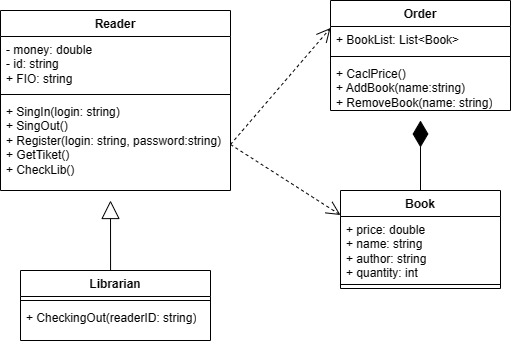 Reader
- money: double
- id: string
+ FIO: string
+ SingIn(login: string)
+ SingOut()
+ Register(login: string, password:string)
+ GetTiket()
+ CheckLib()
Order
+ BookList: List<Book>
+ CaclPrice()
+ AddBook(name:string)
+ RemoveBook(name: string)
Book
+ price: double
+ name: string
+ author: string
+ quantity: int
Librarian
+ CheckingOut(readerID: string)